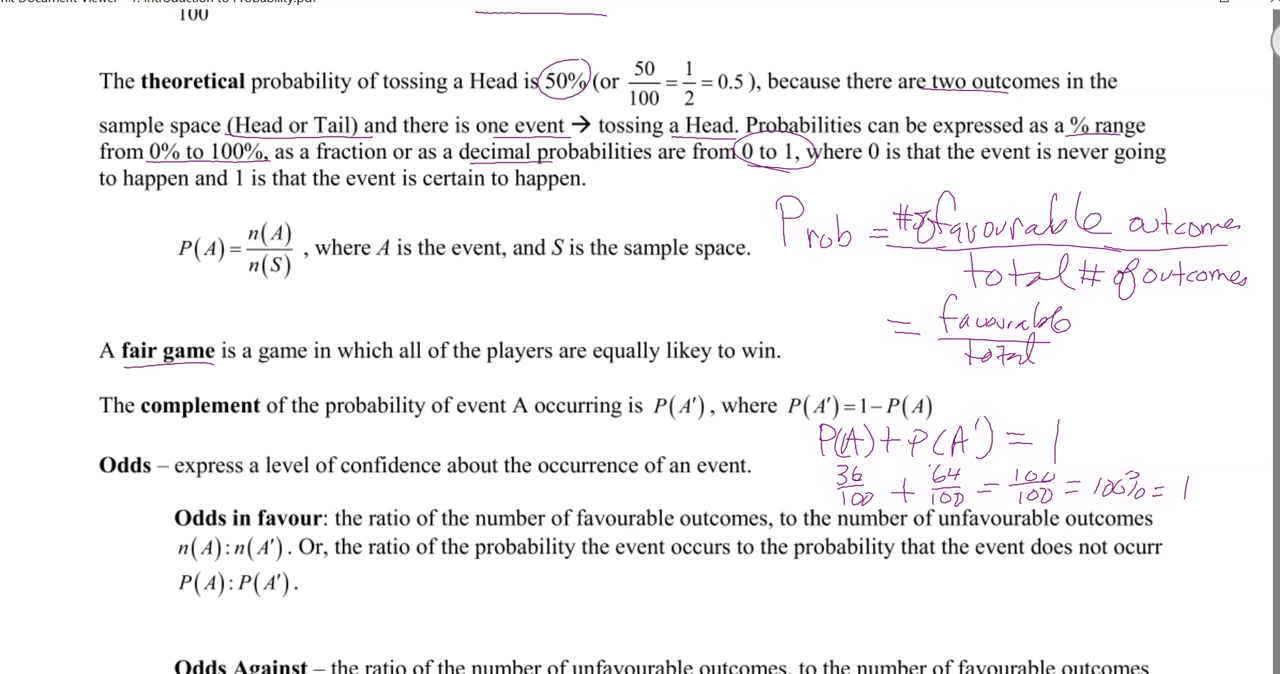 Document Viewer - 1. Introduction to Probability.pdf
100
The theoretical probability of tossing a Head is 50% (or 50/100 = 1/2 = 0.5 ), because there are two outcomes in the
sample space (Head or Tail) and there is one event → tossing a Head. Probabilities can be expressed as a % range
from 0% to 100%, as a fraction or as a decimal probabilities are from 0 to 1, where 0 is that the event is never going
to happen and 1 is that the event is certain to happen.
Prob = # of favourable outcomes / total # of outcomes
P(A) = n(A)/n(S) , where A is the event, and S is the sample space.
= favourable / total
A fair game is a game in which all of the players are equally likey to win.
The complement of the probability of event A occurring is P(A′) , where P(A′) = 1 − P(A)
P(A) + P(A′) = 1
Odds – express a level of confidence about the occurrence of an event.
36/100 + 64/100 = 100/100 = 100% = 1
Odds in favour: the ratio of the number of favourable outcomes, to the number of unfavourable outcomes
n(A) : n(A′) . Or, the ratio of the probability the event occurs to the probability that the event does not ocurr
P(A) : P(A′) .
Odds Against – the ratio of the number of unfavourable outcomes, to the number of favourable outcomes